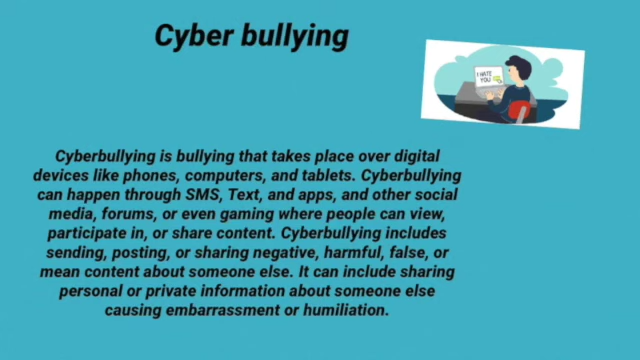 Cyber bullying
I HATE
YOU
Cyberbullying is bullying that takes place over digital
devices like phones, computers, and tablets. Cyberbullying
can happen through SMS, Text, and apps, and other social
media, forums, or even gaming where people can view,
participate in, or share content. Cyberbullying includes
sending, posting, or sharing negative, harmful, false, or
mean content about someone else. It can include sharing
personal or private information about someone else
causing embarrassment or humiliation.